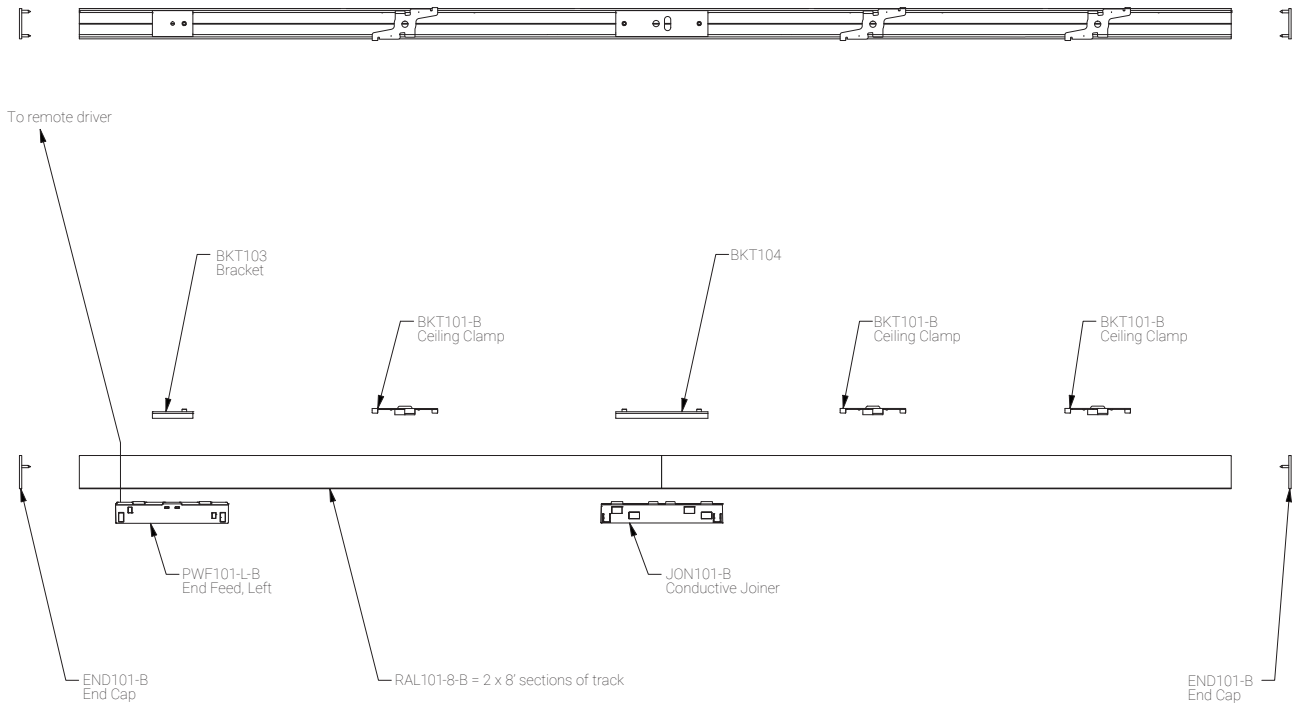 To remote driver
BKT103
Bracket
BKT104
BKT101-B
Ceiling Clamp
BKT101-B
Ceiling Clamp
BKT101-B
Ceiling Clamp
PWF101-L-B
End Feed, Left
JON101-B
Conductive Joiner
END101-B
End Cap
RAL101-8-B = 2 x 8' sections of track
END101-B
End Cap